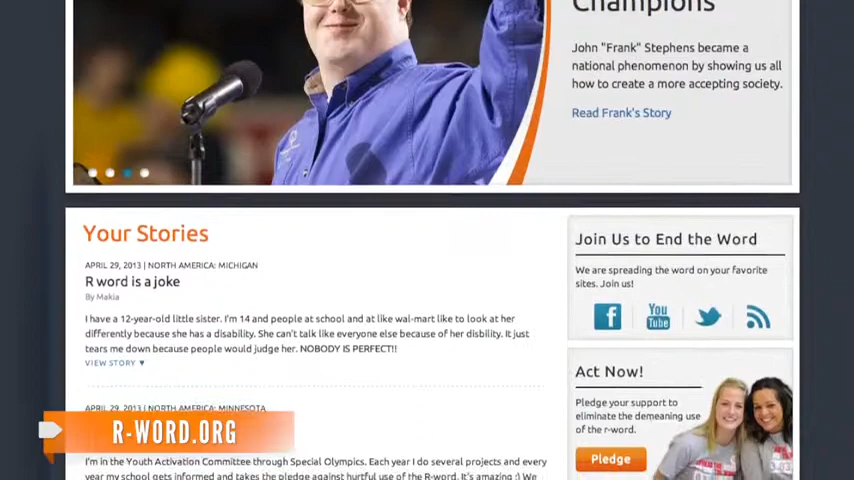 Champions
John "Frank" Stephens became a
national phenomenon by showing us all
how to create a more accepting society.
Read Frank's Story
Your Stories
APRIL 29, 2013 | NORTH AMERICA: MICHIGAN
R word is a joke
By Makia
I have a 12-year-old little sister. I'm 14 and people at school and at like wal-mart like to look at her
differently because she has a disability. She can't talk like everyone else because of her disbility. It just
tears me down because people would judge her. NOBODY IS PERFECT!!
VIEW STORY
APRIL 29, 2013 | NORTH AMERICA: MINNESOTA
I'm in the Youth Activation Committee through Special Olympics. Each year I do several projects and every
year my school gets informed and takes the pledge against hurtful use of the R-word. It's amazing :) We
Join Us to End the Word
We are spreading the word on your favorite
sites. Join us!
f
You
Tube
Act Now!
Pledge your support to
eliminate the demeaning use
of the r-word.
Pledge
R-WORD.ORG